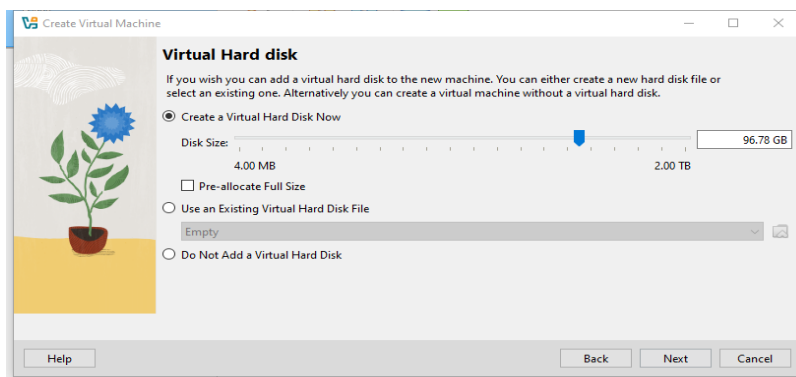 Create Virtual Machine
Virtual Hard disk
If you wish you can add a virtual hard disk to the new machine. You can either create a new hard disk file or
select an existing one. Alternatively you can create a virtual machine without a virtual hard disk.
Create a Virtual Hard Disk Now
Disk Size: 96.78 GB
4.00 MB 2.00 TB
Pre-allocate Full Size
Use an Existing Virtual Hard Disk File
Empty
Do Not Add a Virtual Hard Disk
Help Back Next Cancel